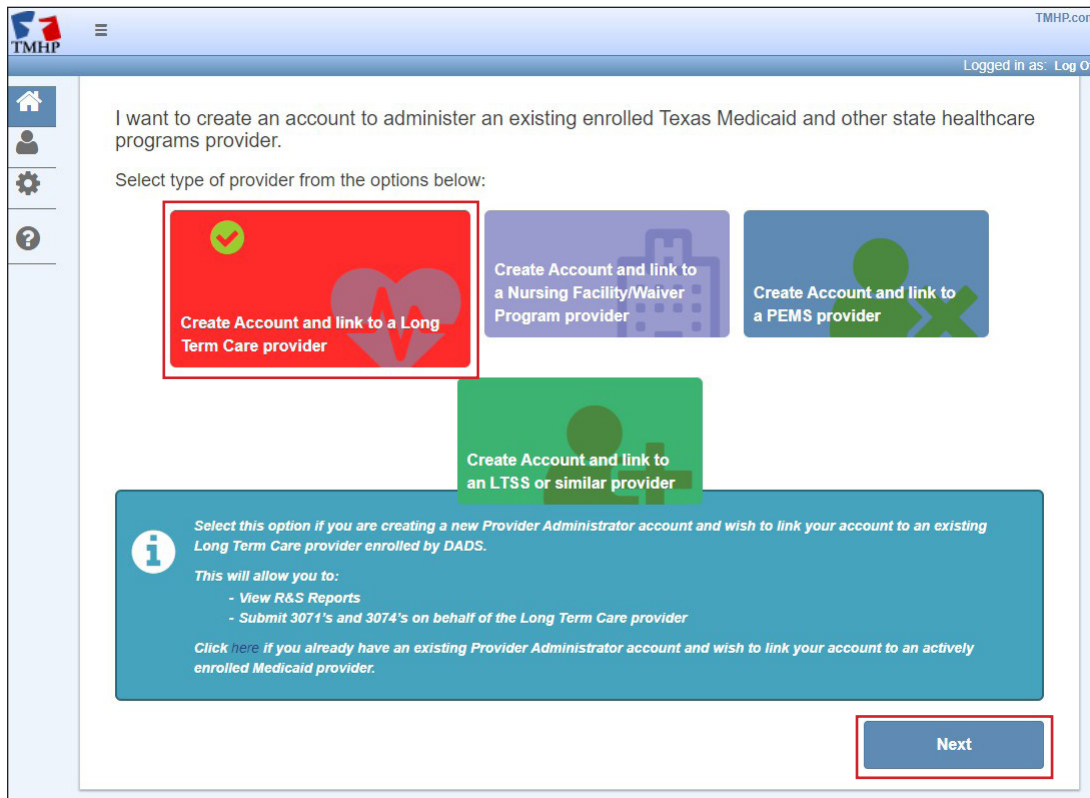 TMHP
TMHP.com
Logged in as: Log O
I want to create an account to administer an existing enrolled Texas Medicaid and other state healthcare
programs provider.
Select type of provider from the options below:
Create Account and link to a Long
Term Care provider
Create Account and link to
a Nursing Facility/Waiver
Program provider
Create Account and link to
a PEMS provider
Create Account and link to
an LTSS or similar provider
Select this option if you are creating a new Provider Administrator account and wish to link your account to an existing
Long Term Care provider enrolled by DADS.
This will allow you to:
- View R&S Reports
- Submit 3071's and 3074's on behalf of the Long Term Care provider
Click here if you already have an existing Provider Administrator account and wish to link your account to an actively
enrolled Medicaid provider.
Next